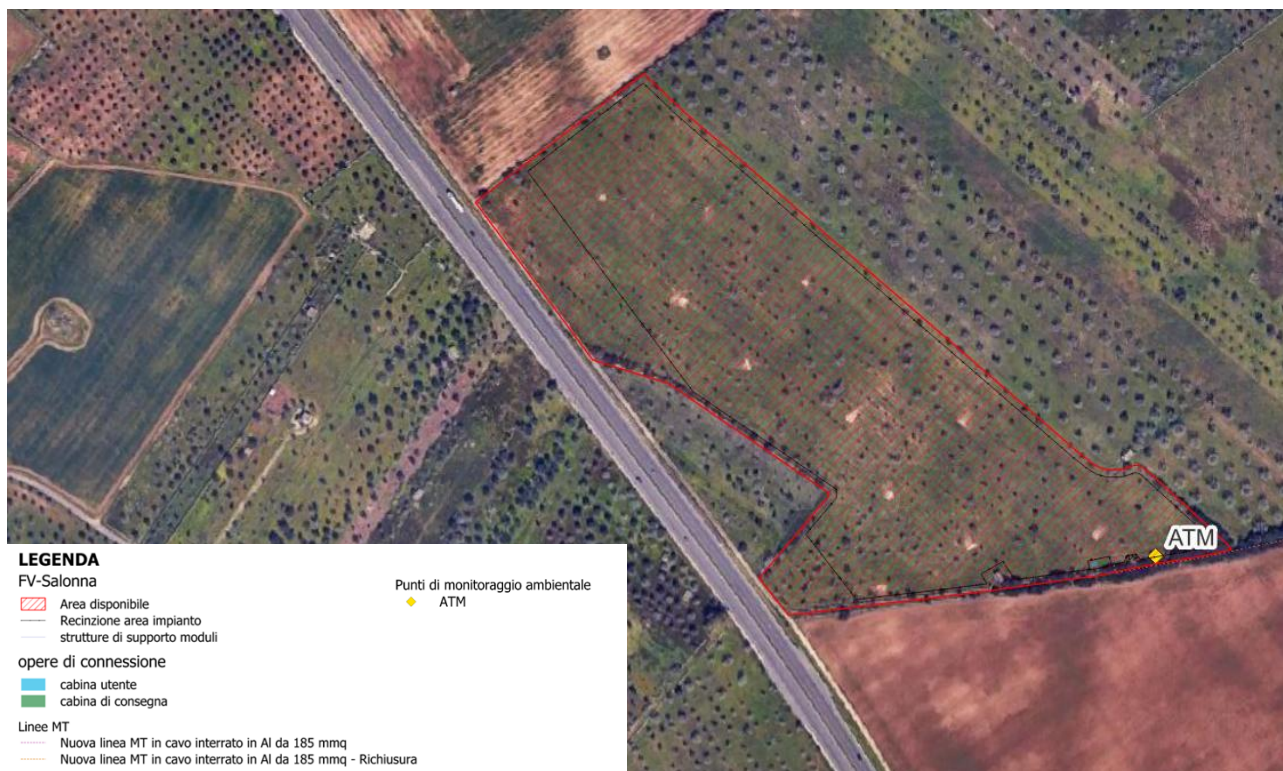 ATM
LEGENDA
FV-Salonna
Area disponibile
Recinzione area impianto
strutture di supporto moduli
opere di connessione
cabina utente
cabina di consegna
Linee MT
Nuova linea MT in cavo interrato in Al da 185 mmq
Nuova linea MT in cavo interrato in Al da 185 mmq - Richiusura
Punti di monitoraggio ambientale
ATM